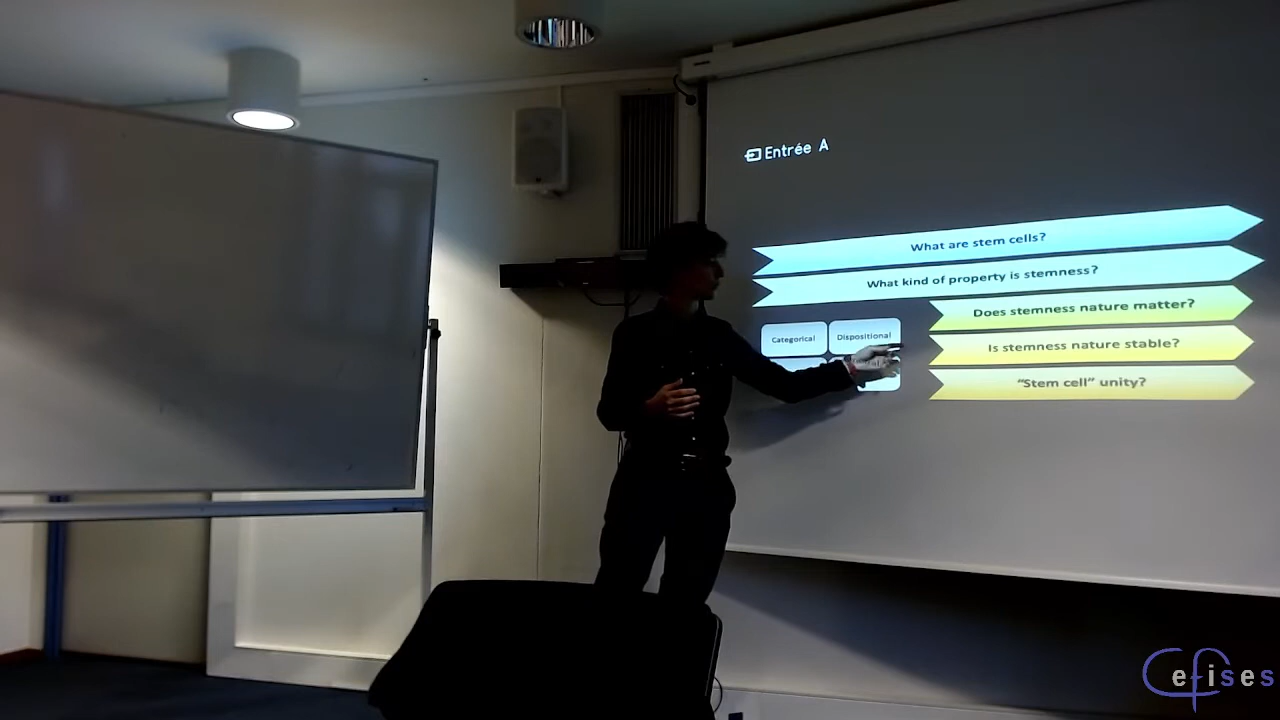 Entrée A
What are stem cells?
What kind of property is stemness?
Does stemness nature matter?
Categorical
Dispositional
Is stemness nature stable?
"Stem cell" unity?
efises